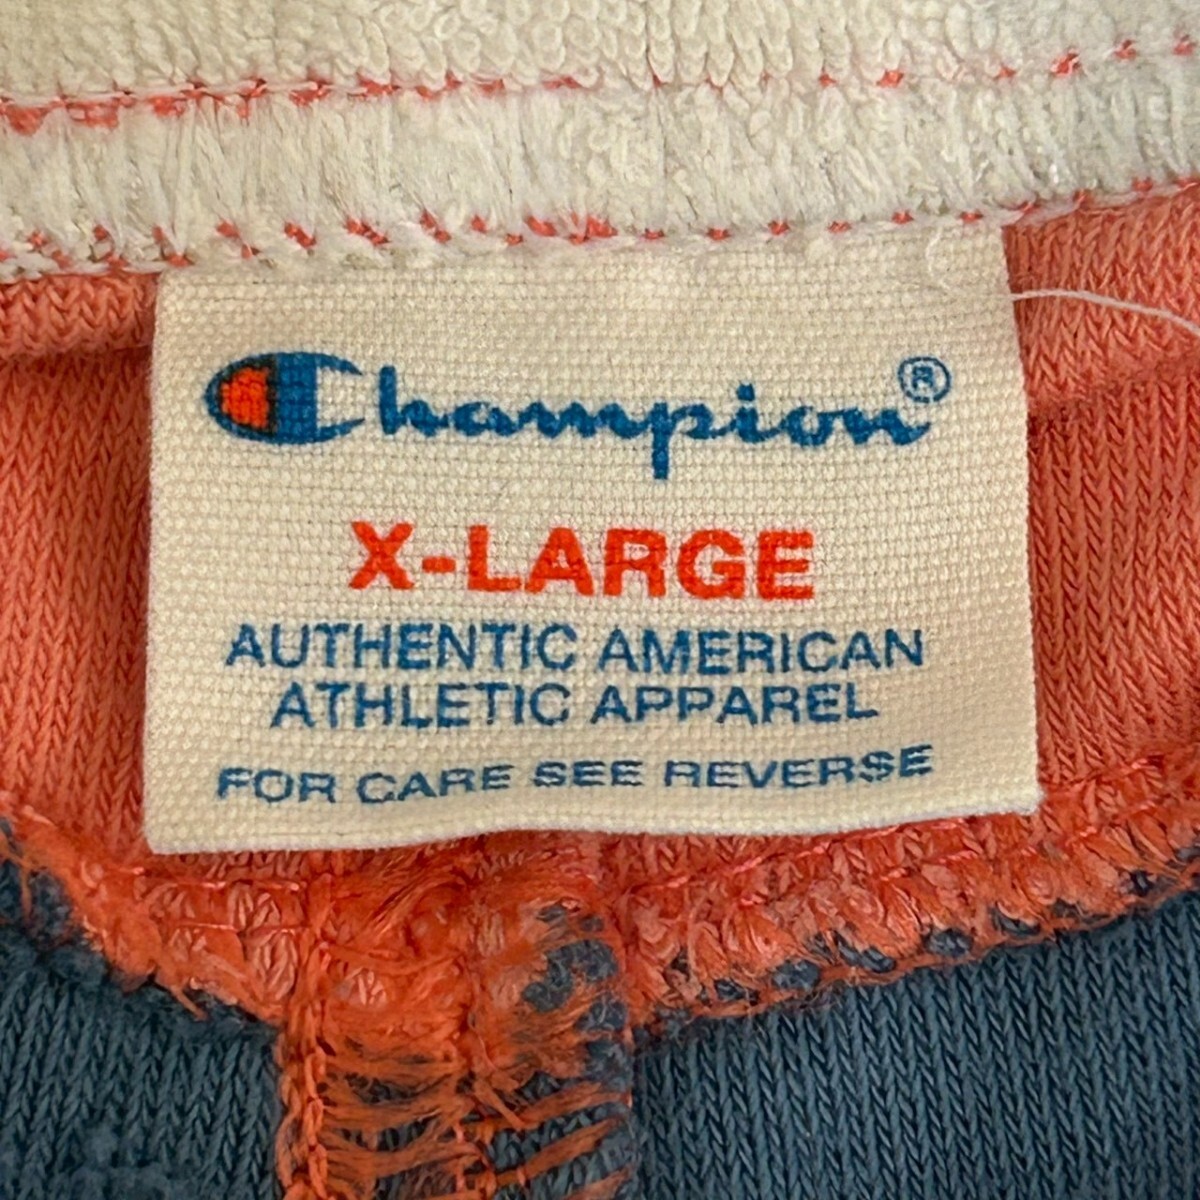 Champion®
X-LARGE
AUTHENTIC AMERICAN
ATHLETIC APPAREL
FOR CARE SEE REVERSE